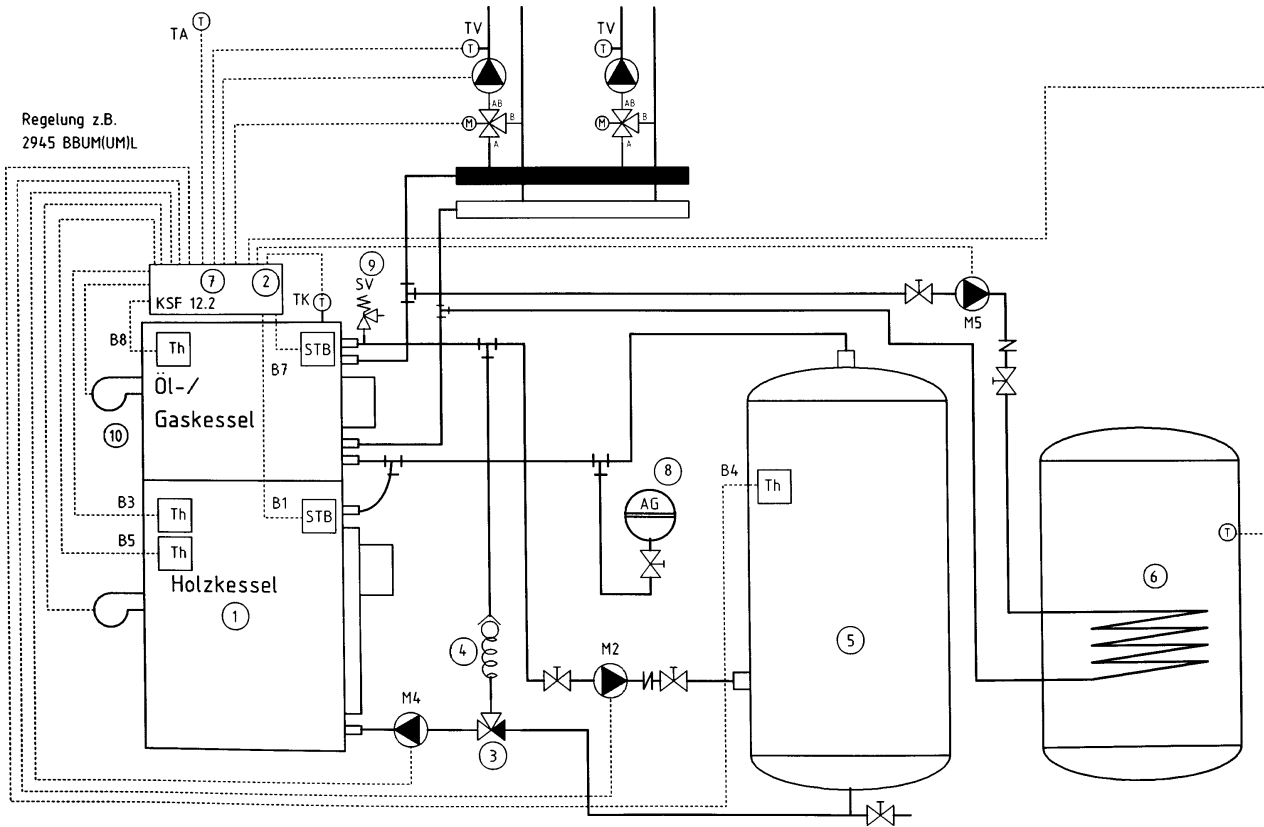 TA
T
TV
T
TV
T
AB
B
M
A
AB
B
M
A
Regelung z.B.
2945 BBUM(UM)L
7
2
KSF 12.2
TK
T
9
SV
M5
B8
Th
STB
B7
Öl-/
Gaskessel
10
B3
Th
B1
STB
B5
Th
Holzkessel
1
8
AG
B4
Th
T
6
5
4
M2
M4
3